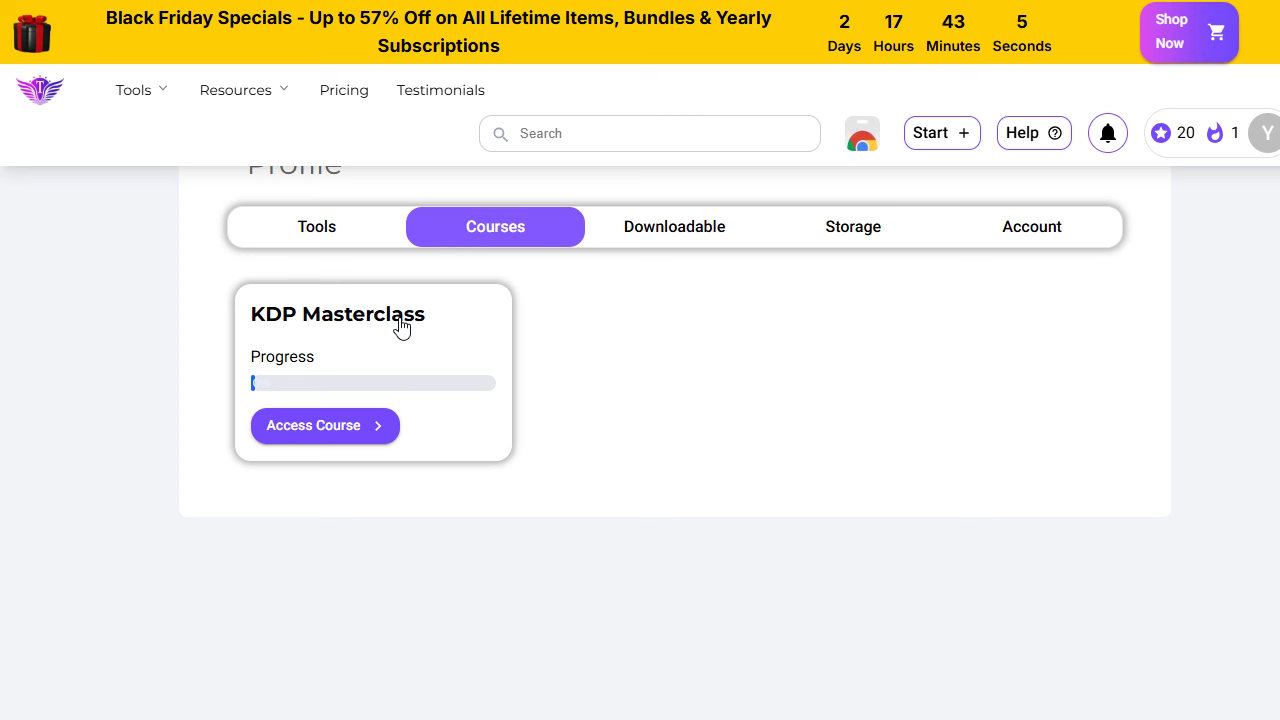 Black Friday Specials - Up to 57% Off on All Lifetime Items, Bundles & Yearly
Subscriptions
2 17 43 5
Days Hours Minutes Seconds
Shop
Now
Tools Resources Pricing Testimonials
Search
Start +
Help
20 1 Y
Profile
Tools Courses Downloadable Storage Account
KDP Masterclass
Progress
Access Course